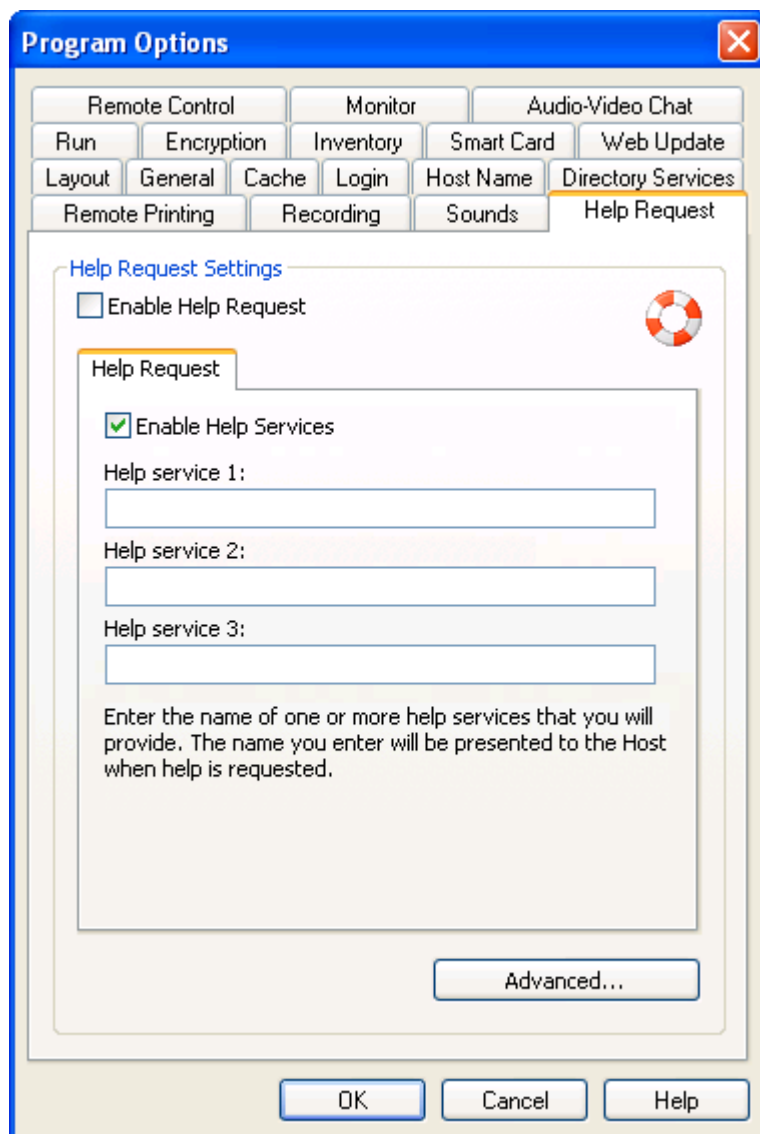 Program Options
Remote Control Monitor Audio-Video Chat
Run Encryption Inventory Smart Card Web Update
Layout General Cache Login Host Name Directory Services
Remote Printing Recording Sounds Help Request
Help Request Settings
Enable Help Request
Help Request
Enable Help Services
Help service 1:
Help service 2:
Help service 3:
Enter the name of one or more help services that you will
provide. The name you enter will be presented to the Host
when help is requested.
Advanced...
OK Cancel Help